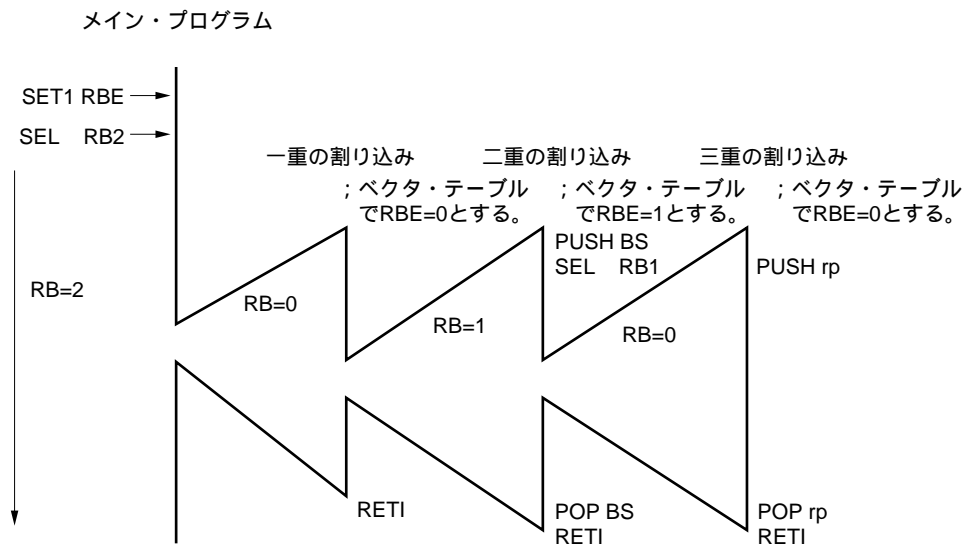 メイン・プログラム
SET1 RBE
SEL RB2
一重の割り込み
二重の割り込み
三重の割り込み
;ベクタ・テーブル
でRBE=0とする。
;ベクタ・テーブル
でRBE=1とする。
;ベクタ・テーブル
でRBE=0とする。
PUSH BS
SEL RB1
PUSH rp
RB=2
RB=0
RB=1
RB=0
RETI
POP BS
RETI
POP rp
RETI